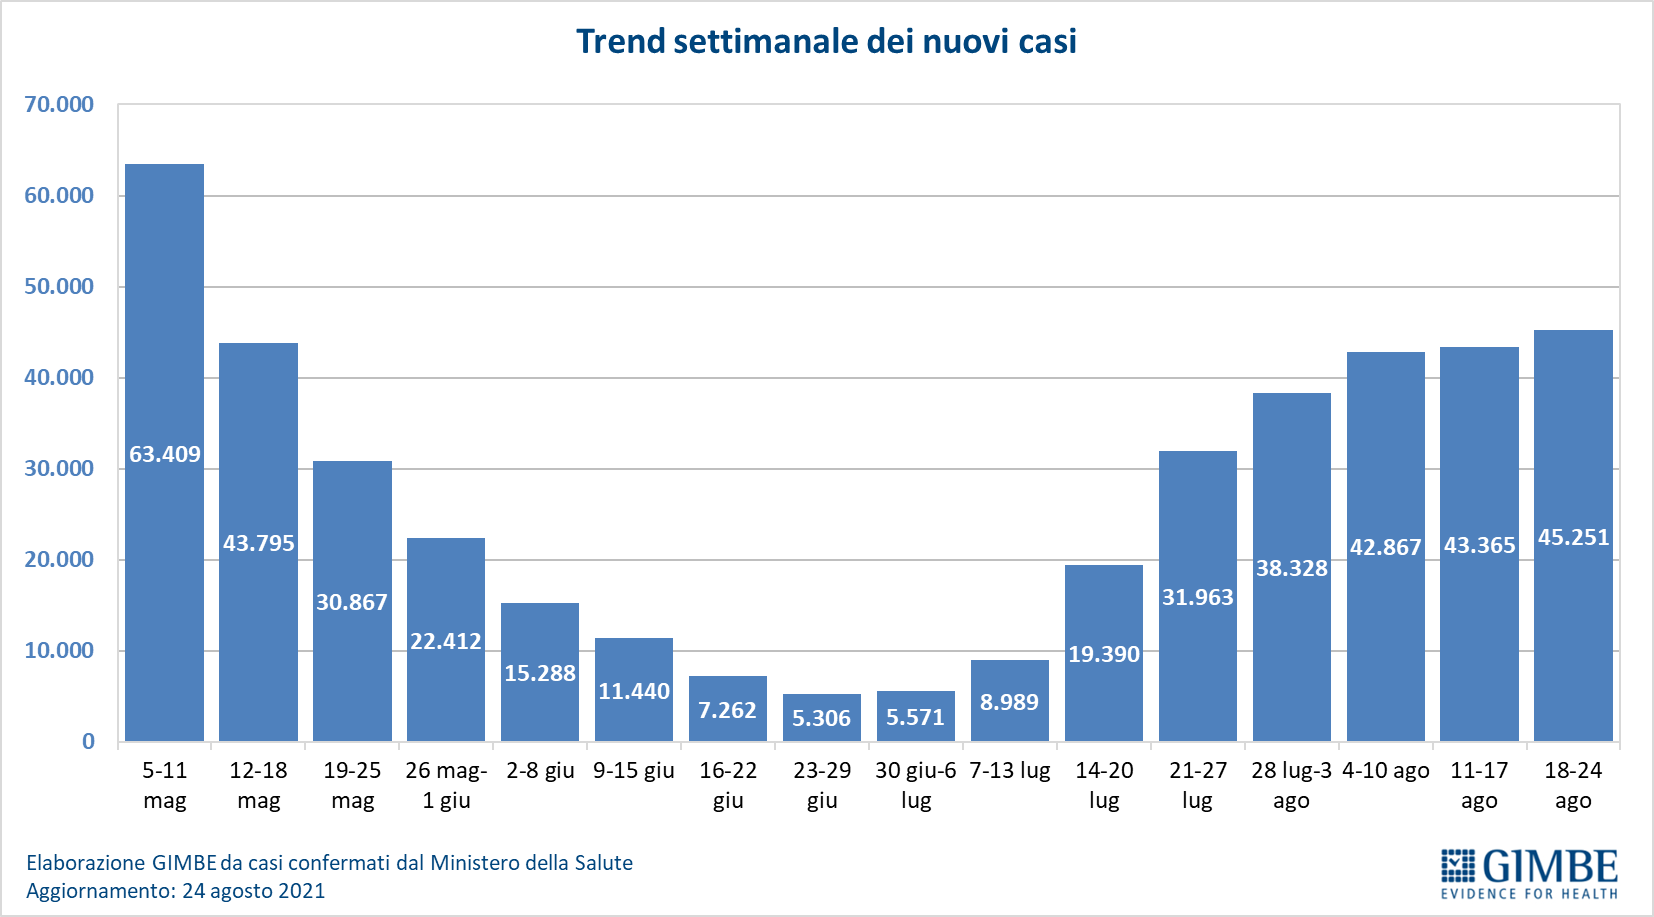 Trend settimanale dei nuovi casi
70.000
60.000
50.000
40.000
30.000
20.000
10.000
0
63.409
43.795
30.867
22.412
15.288
11.440
7.262
5.306
5.571
8.989
19.390
31.963
38.328
42.867
43.365
45.251
5-11
mag
12-18
mag
19-25
mag
26 mag-
1 giu
2-8 giu
9-15 giu
16-22
giu
23-29
giu
30 giu-6
lug
7-13 lug
14-20
lug
21-27
lug
28 lug-3
ago
4-10 ago
11-17
ago
18-24
ago
Elaborazione GIMBE da casi confermati dal Ministero della Salute
Aggiornamento: 24 agosto 2021
GIMBE
EVIDENCE FOR HEALTH